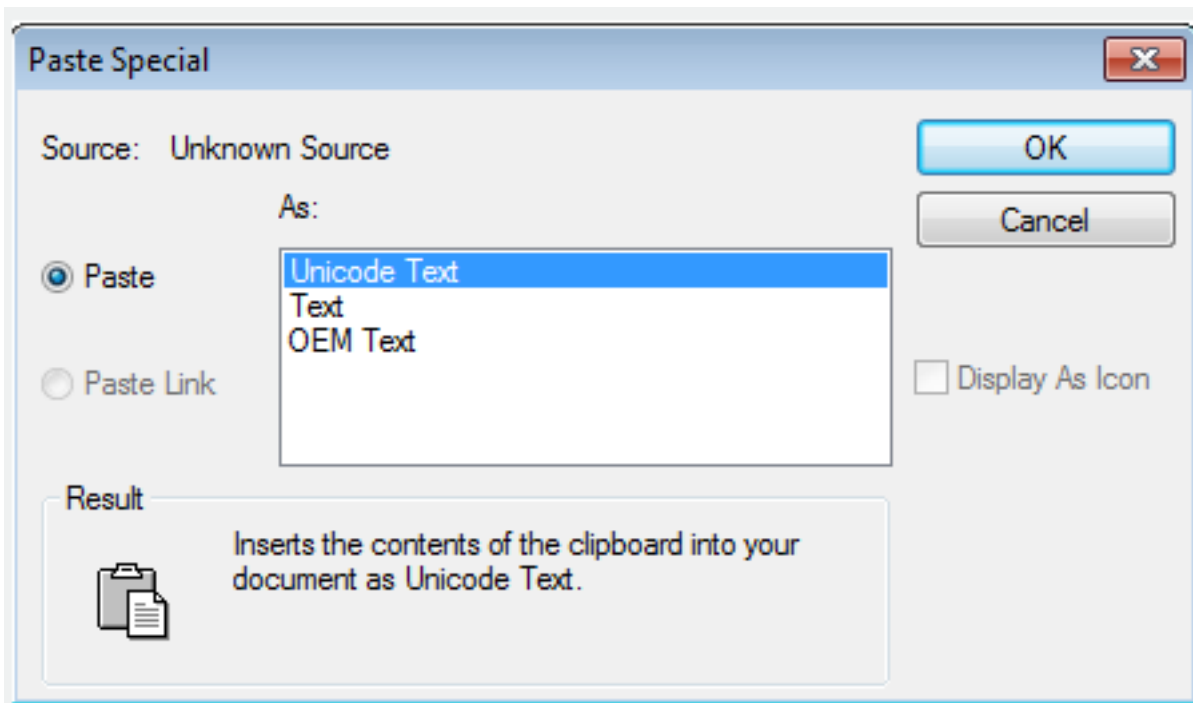 Paste Special
Source: Unknown Source
OK
As:
Cancel
Paste
Unicode Text
Text
OEM Text
Paste Link
Display As Icon
Result
Inserts the contents of the clipboard into your
document as Unicode Text.